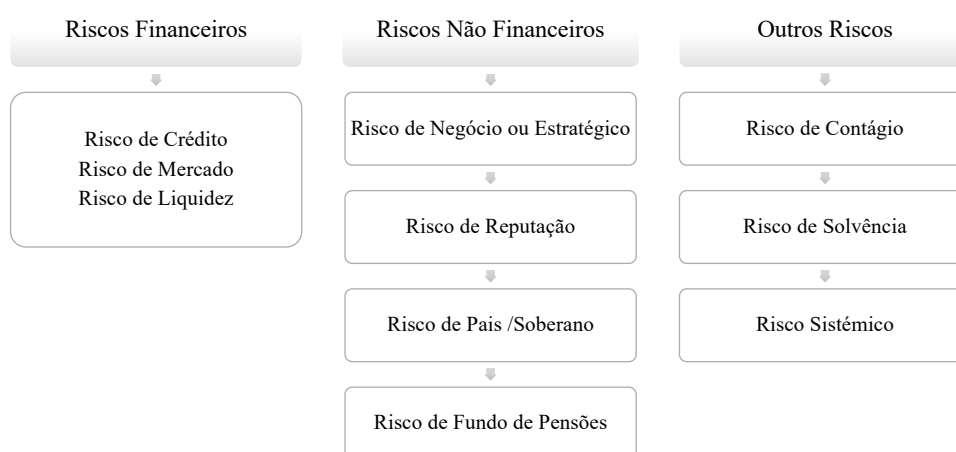 Riscos Financeiros
Risco de Crédito
Risco de Mercado
Risco de Liquidez
Riscos Não Financeiros
Risco de Negócio ou Estratégico
Risco de Reputação
Risco de Pais /Soberano
Risco de Fundo de Pensões
Outros Riscos
Risco de Contágio
Risco de Solvência
Risco Sistémico